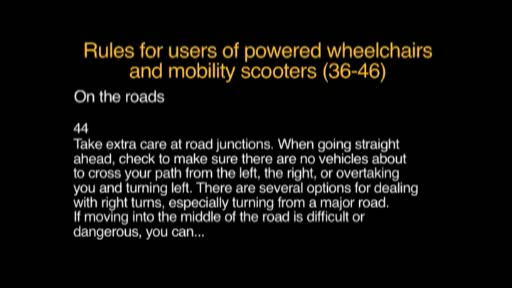 Rules for users of powered wheelchairs
and mobility scooters (36-46)
On the roads
44
Take extra care at road junctions. When going straight
ahead, check to make sure there are no vehicles about
to cross your path from the left, the right, or overtaking
you and turning left. There are several options for dealing
with right turns, especially turning from a major road.
If moving into the middle of the road is difficult or
dangerous, you can...